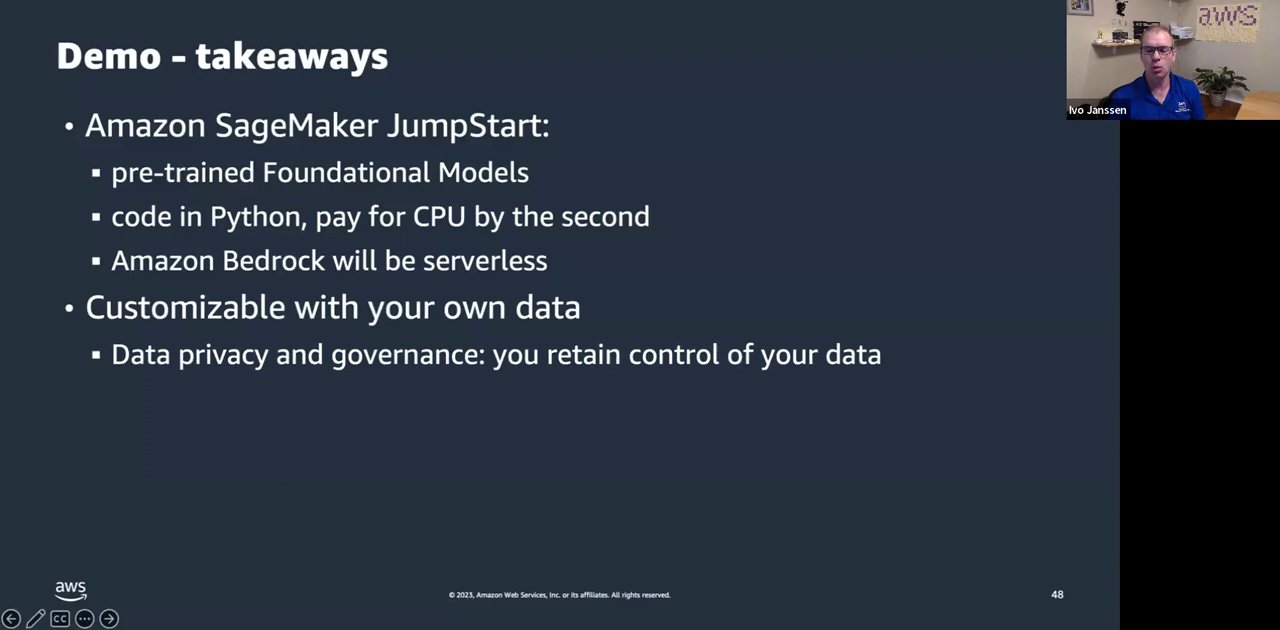 Demo - takeaways
• Amazon SageMaker JumpStart:
▪ pre-trained Foundational Models
▪ code in Python, pay for CPU by the second
▪ Amazon Bedrock will be serverless
• Customizable with your own data
▪ Data privacy and governance: you retain control of your data
aws
Ivo Janssen
aws
© 2023, Amazon Web Services, Inc. or its affiliates. All rights reserved.
48
CC